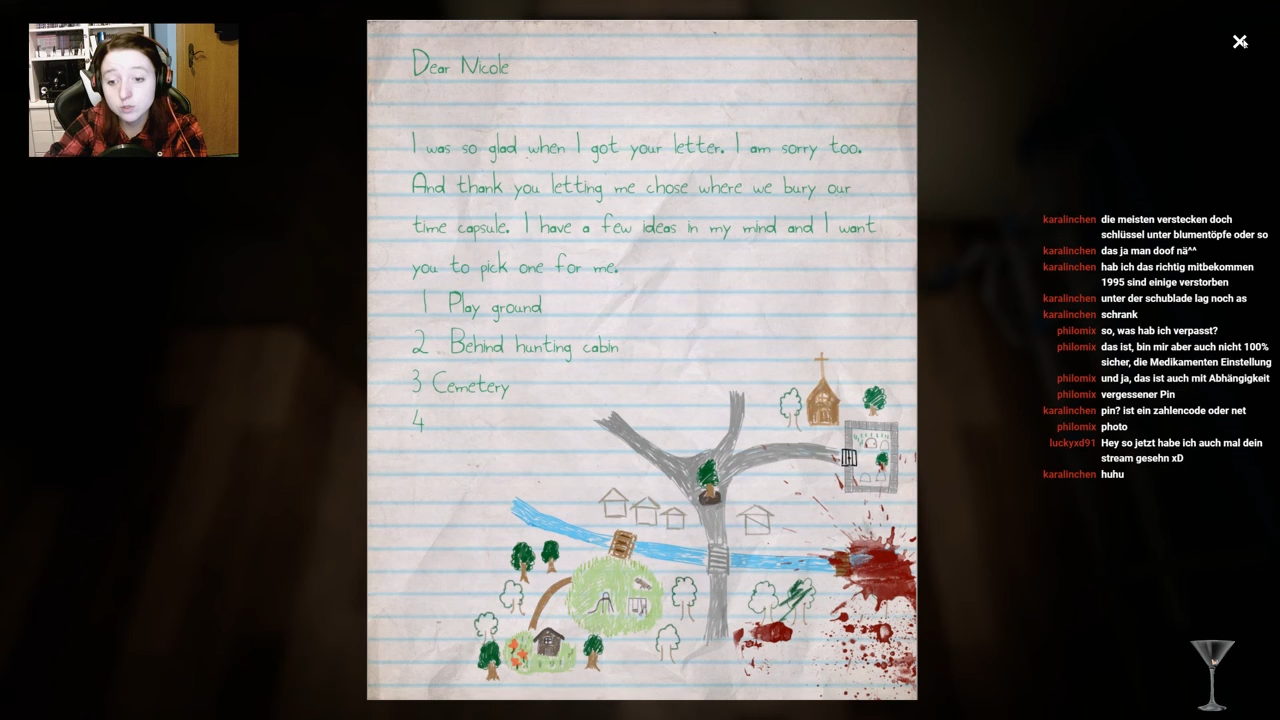 Dear Nicole
I was so glad when I got your letter. I am sorry too.
And thank you letting me chose where we bury our
time capsule. I have a few ideas in my mind and I want
you to pick one for me.
1 Play ground
2 Behind hunting cabin
3 Cemetery
4
karalinchen die meisten verstecken doch
schlüssel unter blumentöpfe oder so
karalinchen das ja man doof nä^^
karalinchen hab ich das richtig mitbekommen
1995 sind einige verstorben
karalinchen unter der schublade lag noch as
karalinchen schrank
philomix so, was hab ich verpasst?
philomix das ist, bin mir aber auch nicht 100%
sicher, die Medikamenten Einstellung
philomix und ja, das ist auch mit Abhängigkeit
philomix vergessener Pin
karalinchen pin? ist ein zahlencode oder net
philomix photo
luckyxd91 Hey so jetzt habe ich auch mal dein
stream gesehn xD
karalinchen huhu